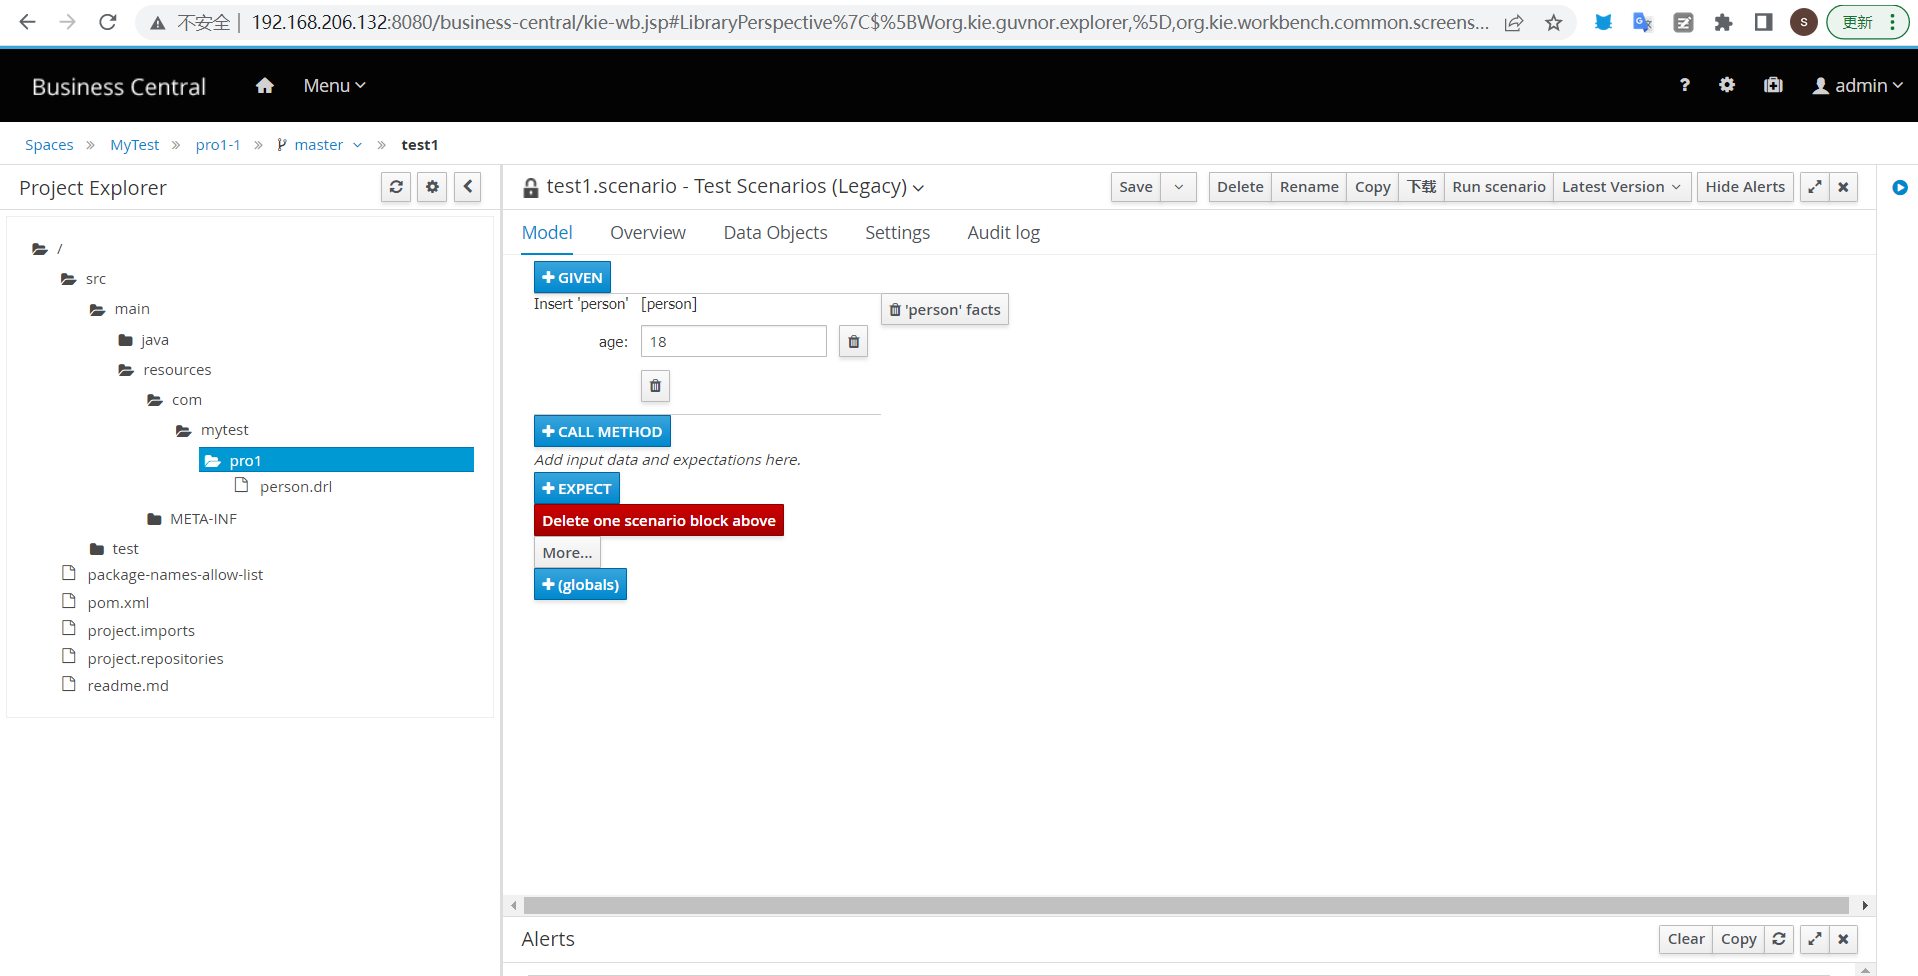 不安全 | 192.168.206.132:8080/business-central/kie-wb.jsp#LibraryPerspective%7C$%5BWorg.kie.guvnor.explorer,%5D,org.kie.workbench.common.screens... S 更新
Business Central Menu ? admin
Spaces » MyTest » pro1-1 » master » test1
Project Explorer
/
src
main
java
resources
com
mytest
pro1
person.drl
META-INF
test
package-names-allow-list
pom.xml
project.imports
project.repositories
readme.md
test1.scenario - Test Scenarios (Legacy)
Save Delete Rename Copy 下载 Run scenario Latest Version Hide Alerts
Model Overview Data Objects Settings Audit log
+ GIVEN
Insert 'person' [person] 'person' facts
age: 18
+ CALL METHOD
Add input data and expectations here.
+ EXPECT
Delete one scenario block above
More...
+ (globals)
Alerts Clear Copy